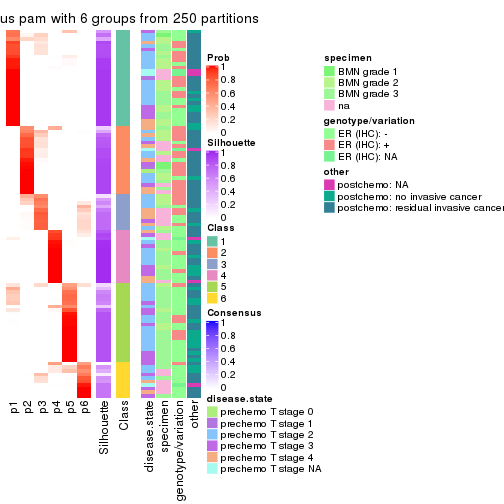 us pam with 6 groups from 250 partitions
Prob
1
0.8
0.6
0.4
0.2
0
Silhouette
1
0.8
0.6
0.4
0.2
0
Class
1
2
3
4
5
6
Consensus
1
0.8
0.6
0.4
0.2
0
disease.state
prechemo T stage 0
prechemo T stage 1
prechemo T stage 2
prechemo T stage 3
prechemo T stage 4
prechemo T stage NA
specimen
BMN grade 1
BMN grade 2
BMN grade 3
na
genotype/variation
ER (IHC): -
ER (IHC): +
ER (IHC): NA
other
postchemo: NA
postchemo: no invasive cancer
postchemo: residual invasive cancer
p1
p2
p3
p4
p5
p6
Silhouette
Class
disease.state
specimen
genotype/variation
other